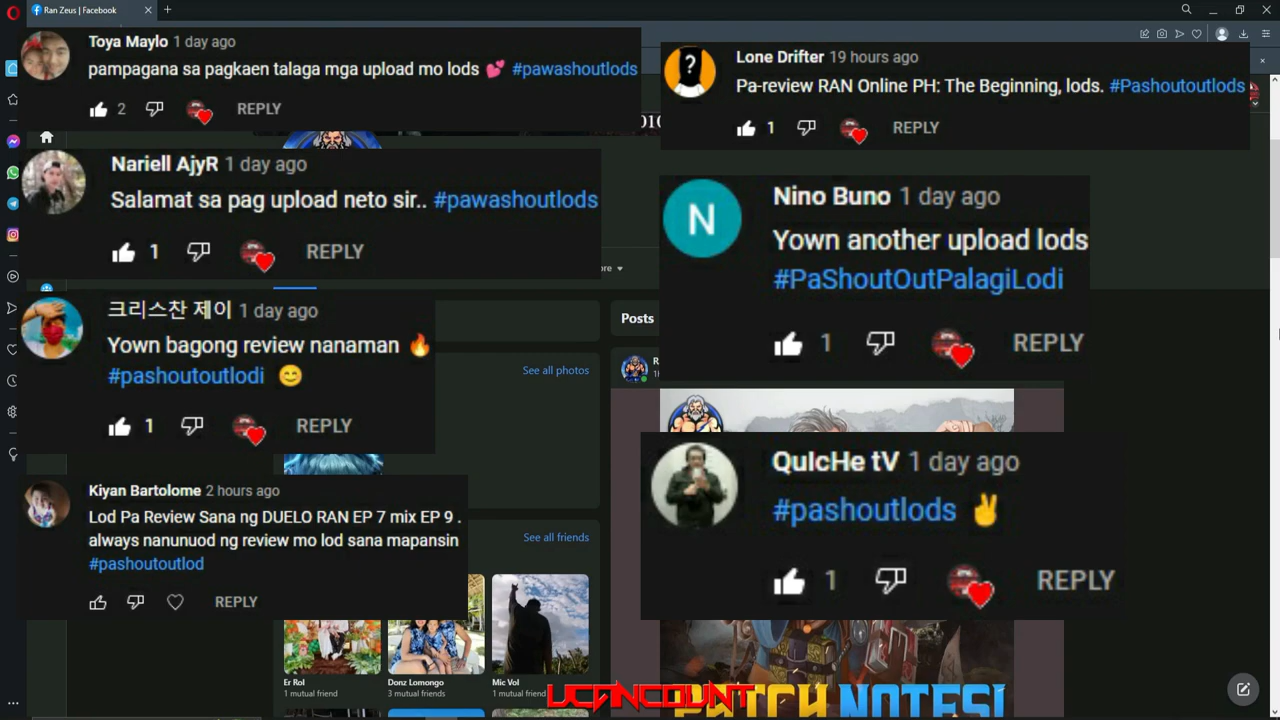 Ran Zeus | Facebook
Toya Maylo 1 day ago
pampagana sa pagkaen talaga mga upload mo lods 💕 #pawashoutlods
2 REPLY
Lone Drifter 19 hours ago
Pa-review RAN Online PH: The Beginning, lods. #Pashoutoutlods
1 REPLY
Nariell AjyR 1 day ago
Salamat sa pag upload neto sir.. #pawashoutlods
1 REPLY
Nino Buno 1 day ago
Yown another upload lods
#PaShoutOutPalagiLodi
1 REPLY
크리스찬 제이 1 day ago
Yown bagong review nanaman 🔥
#pashoutoutlodi 😊
1 REPLY
Posts
See all photos
QuIcHe tV 1 day ago
#pashoutlods ✌
1 REPLY
Kiyan Bartolome 2 hours ago
Lod Pa Review Sana ng DUELO RAN EP 7 mix EP 9 .
always nanunuod ng review mo lod sana mapansin
#pashoutoutlod
REPLY
See all friends
Er Rol
1 mutual friend
Donz Lomongo
3 mutual friends
Mic Vol
1 mutual friend
UCANCOUNT
PATCH NOTES!